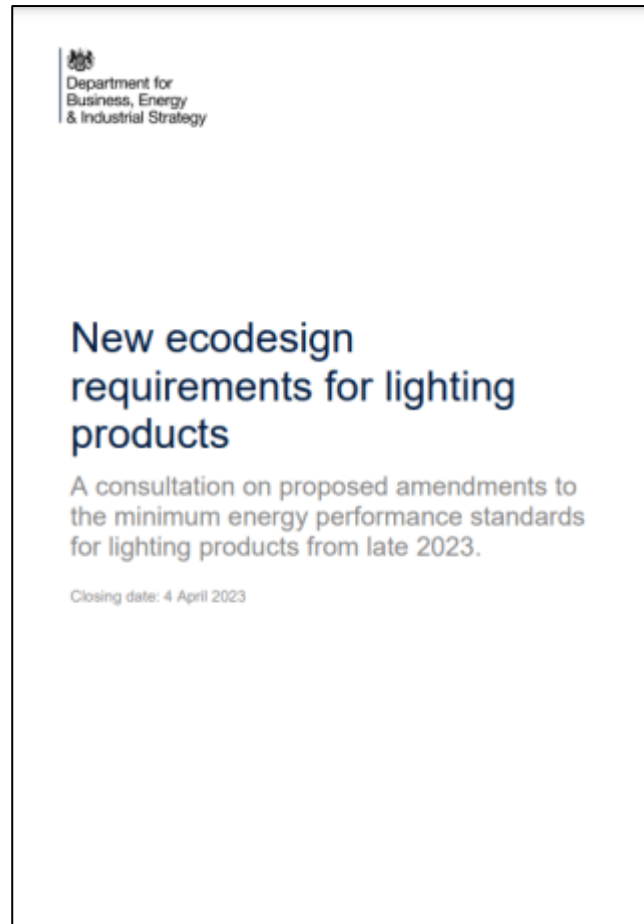 Department for
Business, Energy
& Industrial Strategy
New ecodesign
requirements for lighting
products
A consultation on proposed amendments to
the minimum energy performance standards
for lighting products from late 2023.
Closing date: 4 April 2023